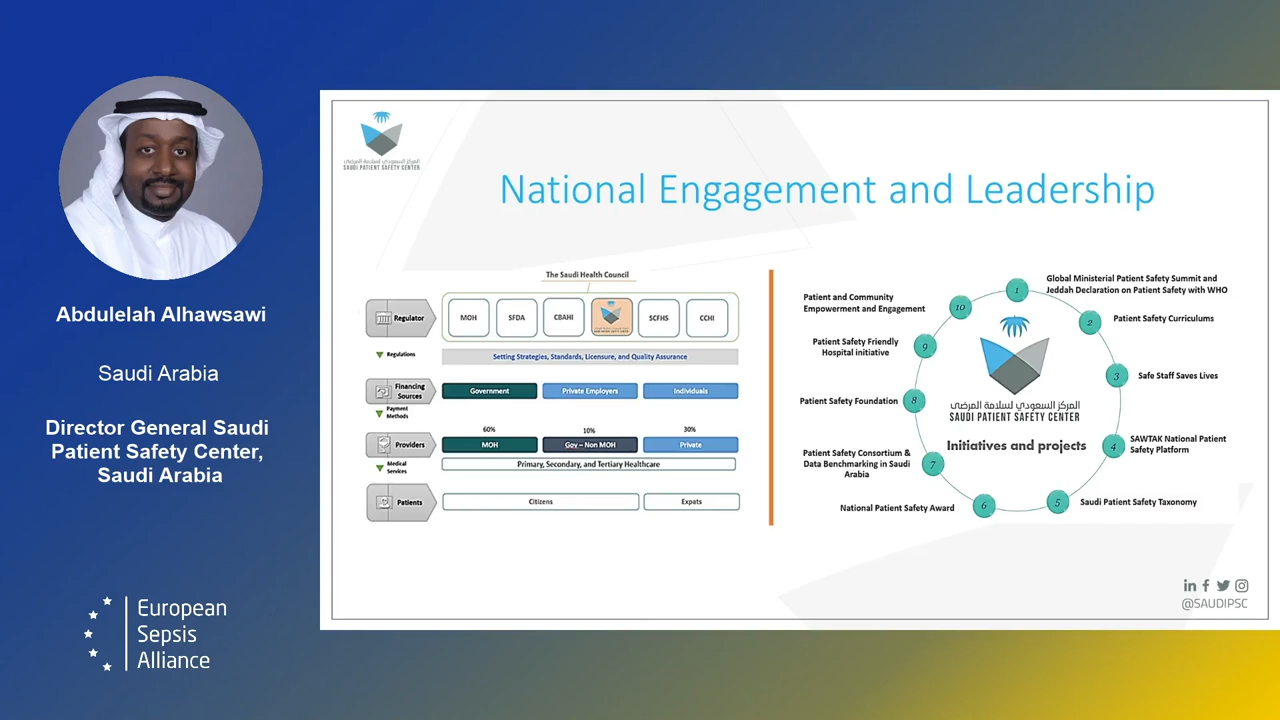 Abdulelah Alhawsawi
Saudi Arabia
Director General Saudi
Patient Safety Center,
Saudi Arabia
European
Sepsis
Alliance
المركز السعودي لسلامة المرضى
SAUDI PATIENT SAFETY CENTER
National Engagement and Leadership
The Saudi Health Council
Regulator
MOH
SFDA
CBAHI
SCFHS
CCHI
Regulations
Setting Strategies, Standards, Licensure, and Quality Assurance
Financing
Sources
Government
Private Employers
Individuals
Payment
Methods
60%
10%
30%
Providers
MOH
Gov – Non MOH
Private
Medical
Services
Primary, Secondary, and Tertiary Healthcare
Patients
Citizens
Expats
1
Global Ministerial Patient Safety Summit and
Jeddah Declaration on Patient Safety with WHO
2
Patient Safety Curriculums
3
Safe Staff Saves Lives
4
SAWTAK National Patient
Safety Platform
5
Saudi Patient Safety Taxonomy
6
National Patient Safety Award
7
Patient Safety Consortium &
Data Benchmarking in Saudi
Arabia
8
Patient Safety Foundation
9
Patient Safety Friendly
Hospital initiative
10
Patient and Community
Empowerment and Engagement
المركز السعودي لسلامة المرضى
SAUDI PATIENT SAFETY CENTER
Initiatives and projects
@SAUDIPSC